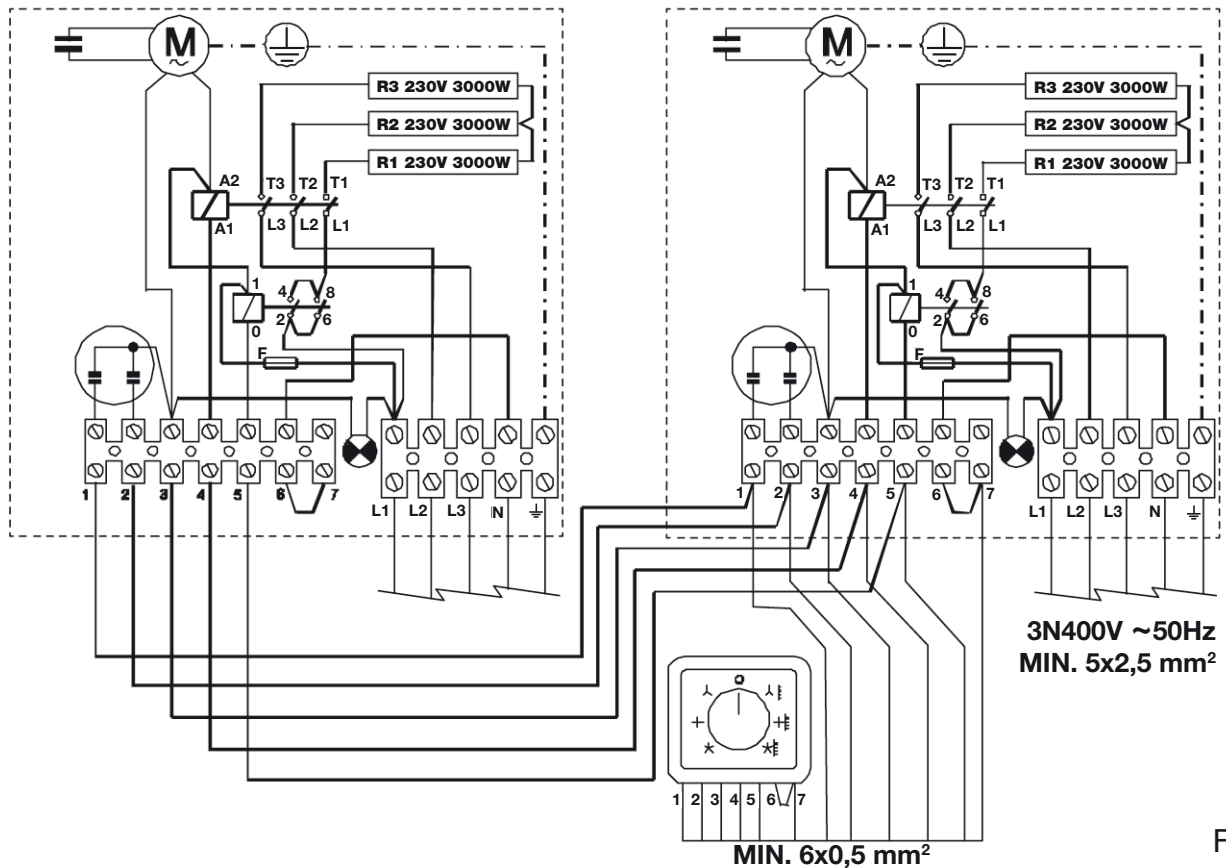 M M
~ ~
R3 230V 3000W R3 230V 3000W
R2 230V 3000W R2 230V 3000W
R1 230V 3000W R1 230V 3000W
A2 T3 T2 T1 A2 T3 T2 T1
A1 L3 L2 L1 A1 L3 L2 L1
1 4 8 1 4 8
0 2 6 0 2 6
F F
1 2 3 4 5 6 7 L1 L2 L3 N 1 2 3 4 5 6 7 L1 L2 L3 N
3N400V ~50Hz
MIN. 5x2,5 mm²
1 2 3 4 5 6 7
MIN. 6x0,5 mm²
F